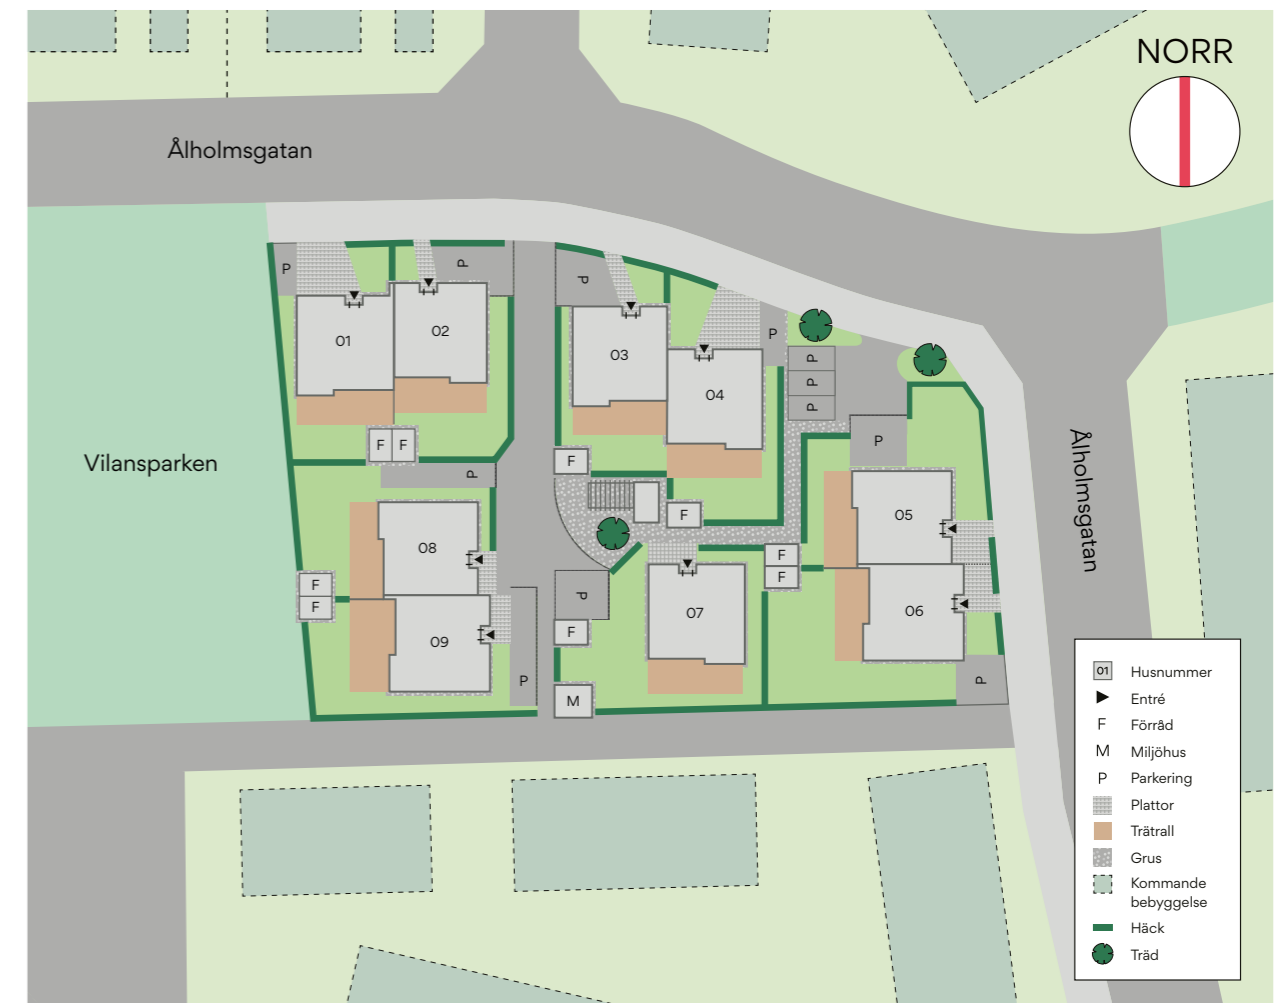 NORR
Ålholmsgatan
P
P
P
01
02
03
04
P
P
P
P
F F
F
P
P
Vilansparken
Ålholmsgatan
F
05
08
F
F
F
F
P
07
06
09
F
P
P
M
01 Husnummer
Entré
F Förråd
M Miljöhus
P Parkering
Plattor
Trätrall
Grus
Kommande
bebyggelse
Häck
Träd